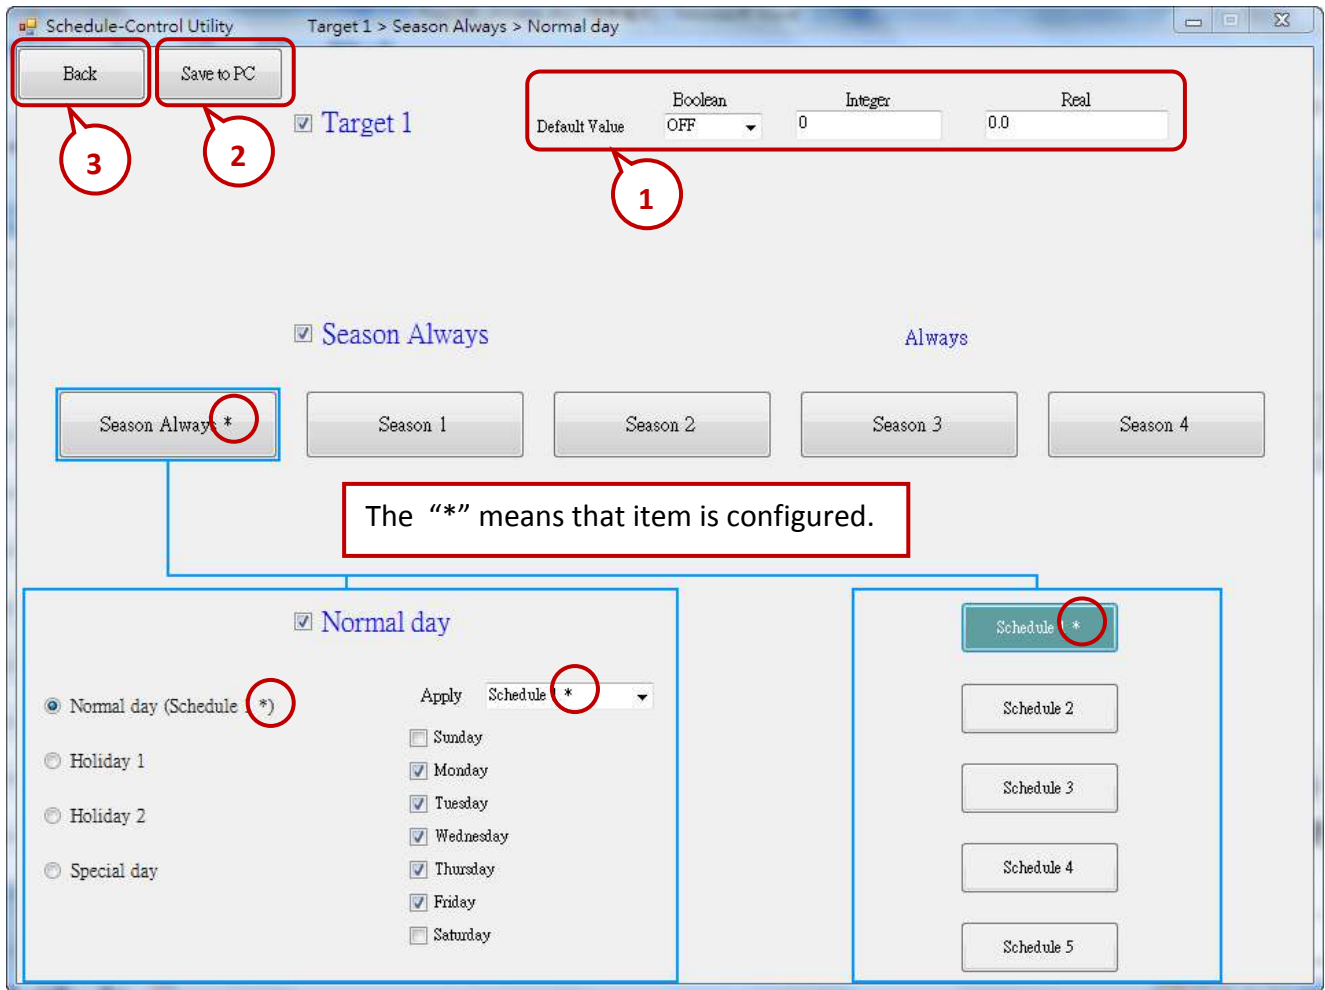 Schedule-Control Utility Target 1 > Season Always > Normal day
Back Save to PC
Boolean Integer Real
Target 1 Default Value OFF 0 0.0
3 2 1
Season Always Always
Season Always * Season 1 Season 2 Season 3 Season 4
The “*” means that item is configured.
Normal day
Schedule 1 *
Normal day (Schedule 1 *)
Holiday 1
Holiday 2
Special day
Apply Schedule 1 *
Sunday
Monday
Tuesday
Wednesday
Thursday
Friday
Saturday
Schedule 2
Schedule 3
Schedule 4
Schedule 5